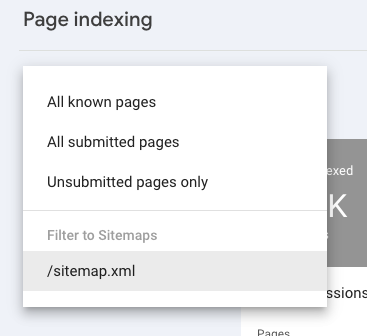 Page indexing
All known pages
All submitted pages
Unsubmitted pages only
exed
K
s
Filter to Sitemaps
/sitemap.xml
ssions
Pages